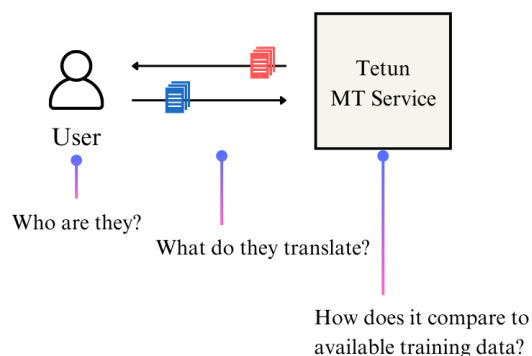 Tetun
MT Service
User
Who are they?
What do they translate?
How does it compare to
available training data?